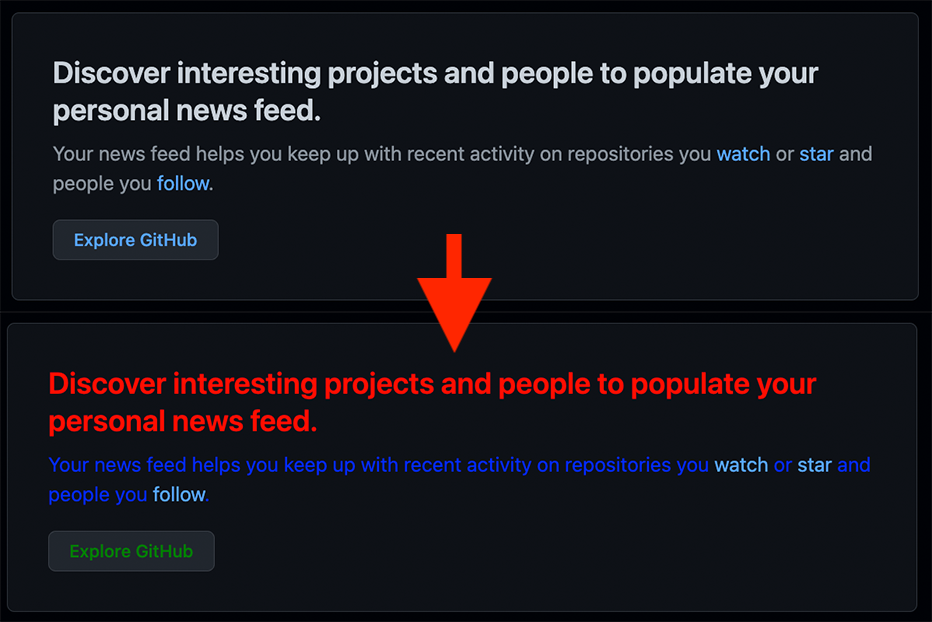 Discover interesting projects and people to populate your
personal news feed.
Your news feed helps you keep up with recent activity on repositories you watch or star and
people you follow.
Explore GitHub
Discover interesting projects and people to populate your
personal news feed.
Your news feed helps you keep up with recent activity on repositories you watch or star and
people you follow.
Explore GitHub